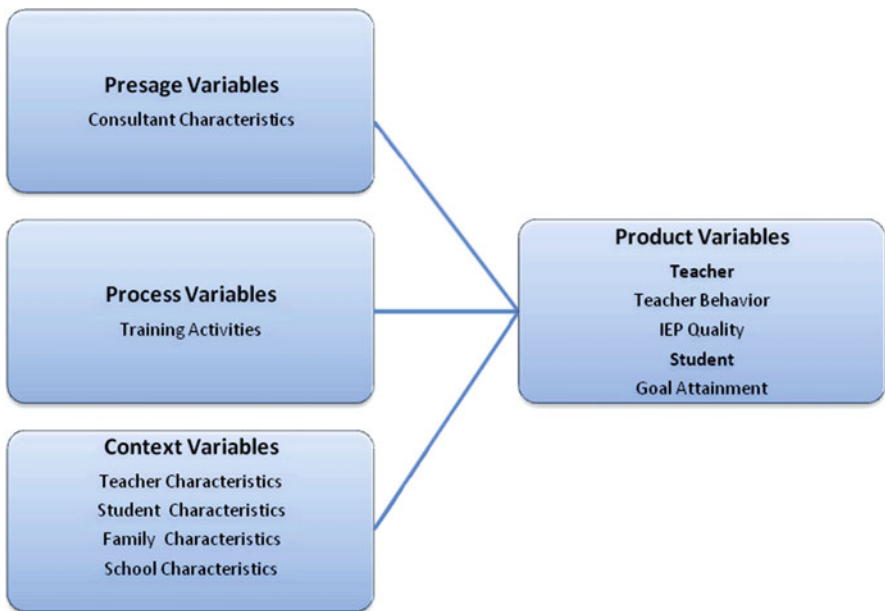 Presage Variables
Consultant Characteristics
Process Variables
Training Activities
Context Variables
Teacher Characteristics
Student Characteristics
Family Characteristics
School Characteristics
Product Variables
Teacher
Teacher Behavior
IEP Quality
Student
Goal Attainment